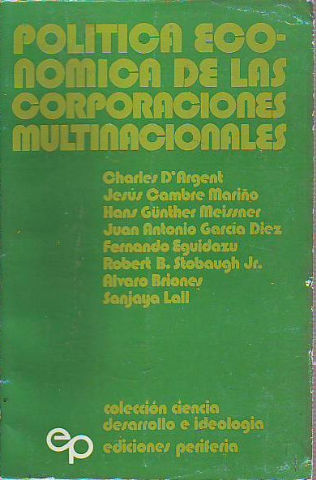 POLITICA ECO-
NOMICA DE LAS
CORPORACIONES
MULTINACIONALES
Charles D'Argent
Jesús Cambre Mariño
Hans Günther Meissner
Juan Antonio García Diez
Fernando Eguidazu
Robert B. Stobaugh Jr.
Alvaro Briones
Sanjaya Lall
colección ciencia
desarrollo e ideología
ep ediciones periferia